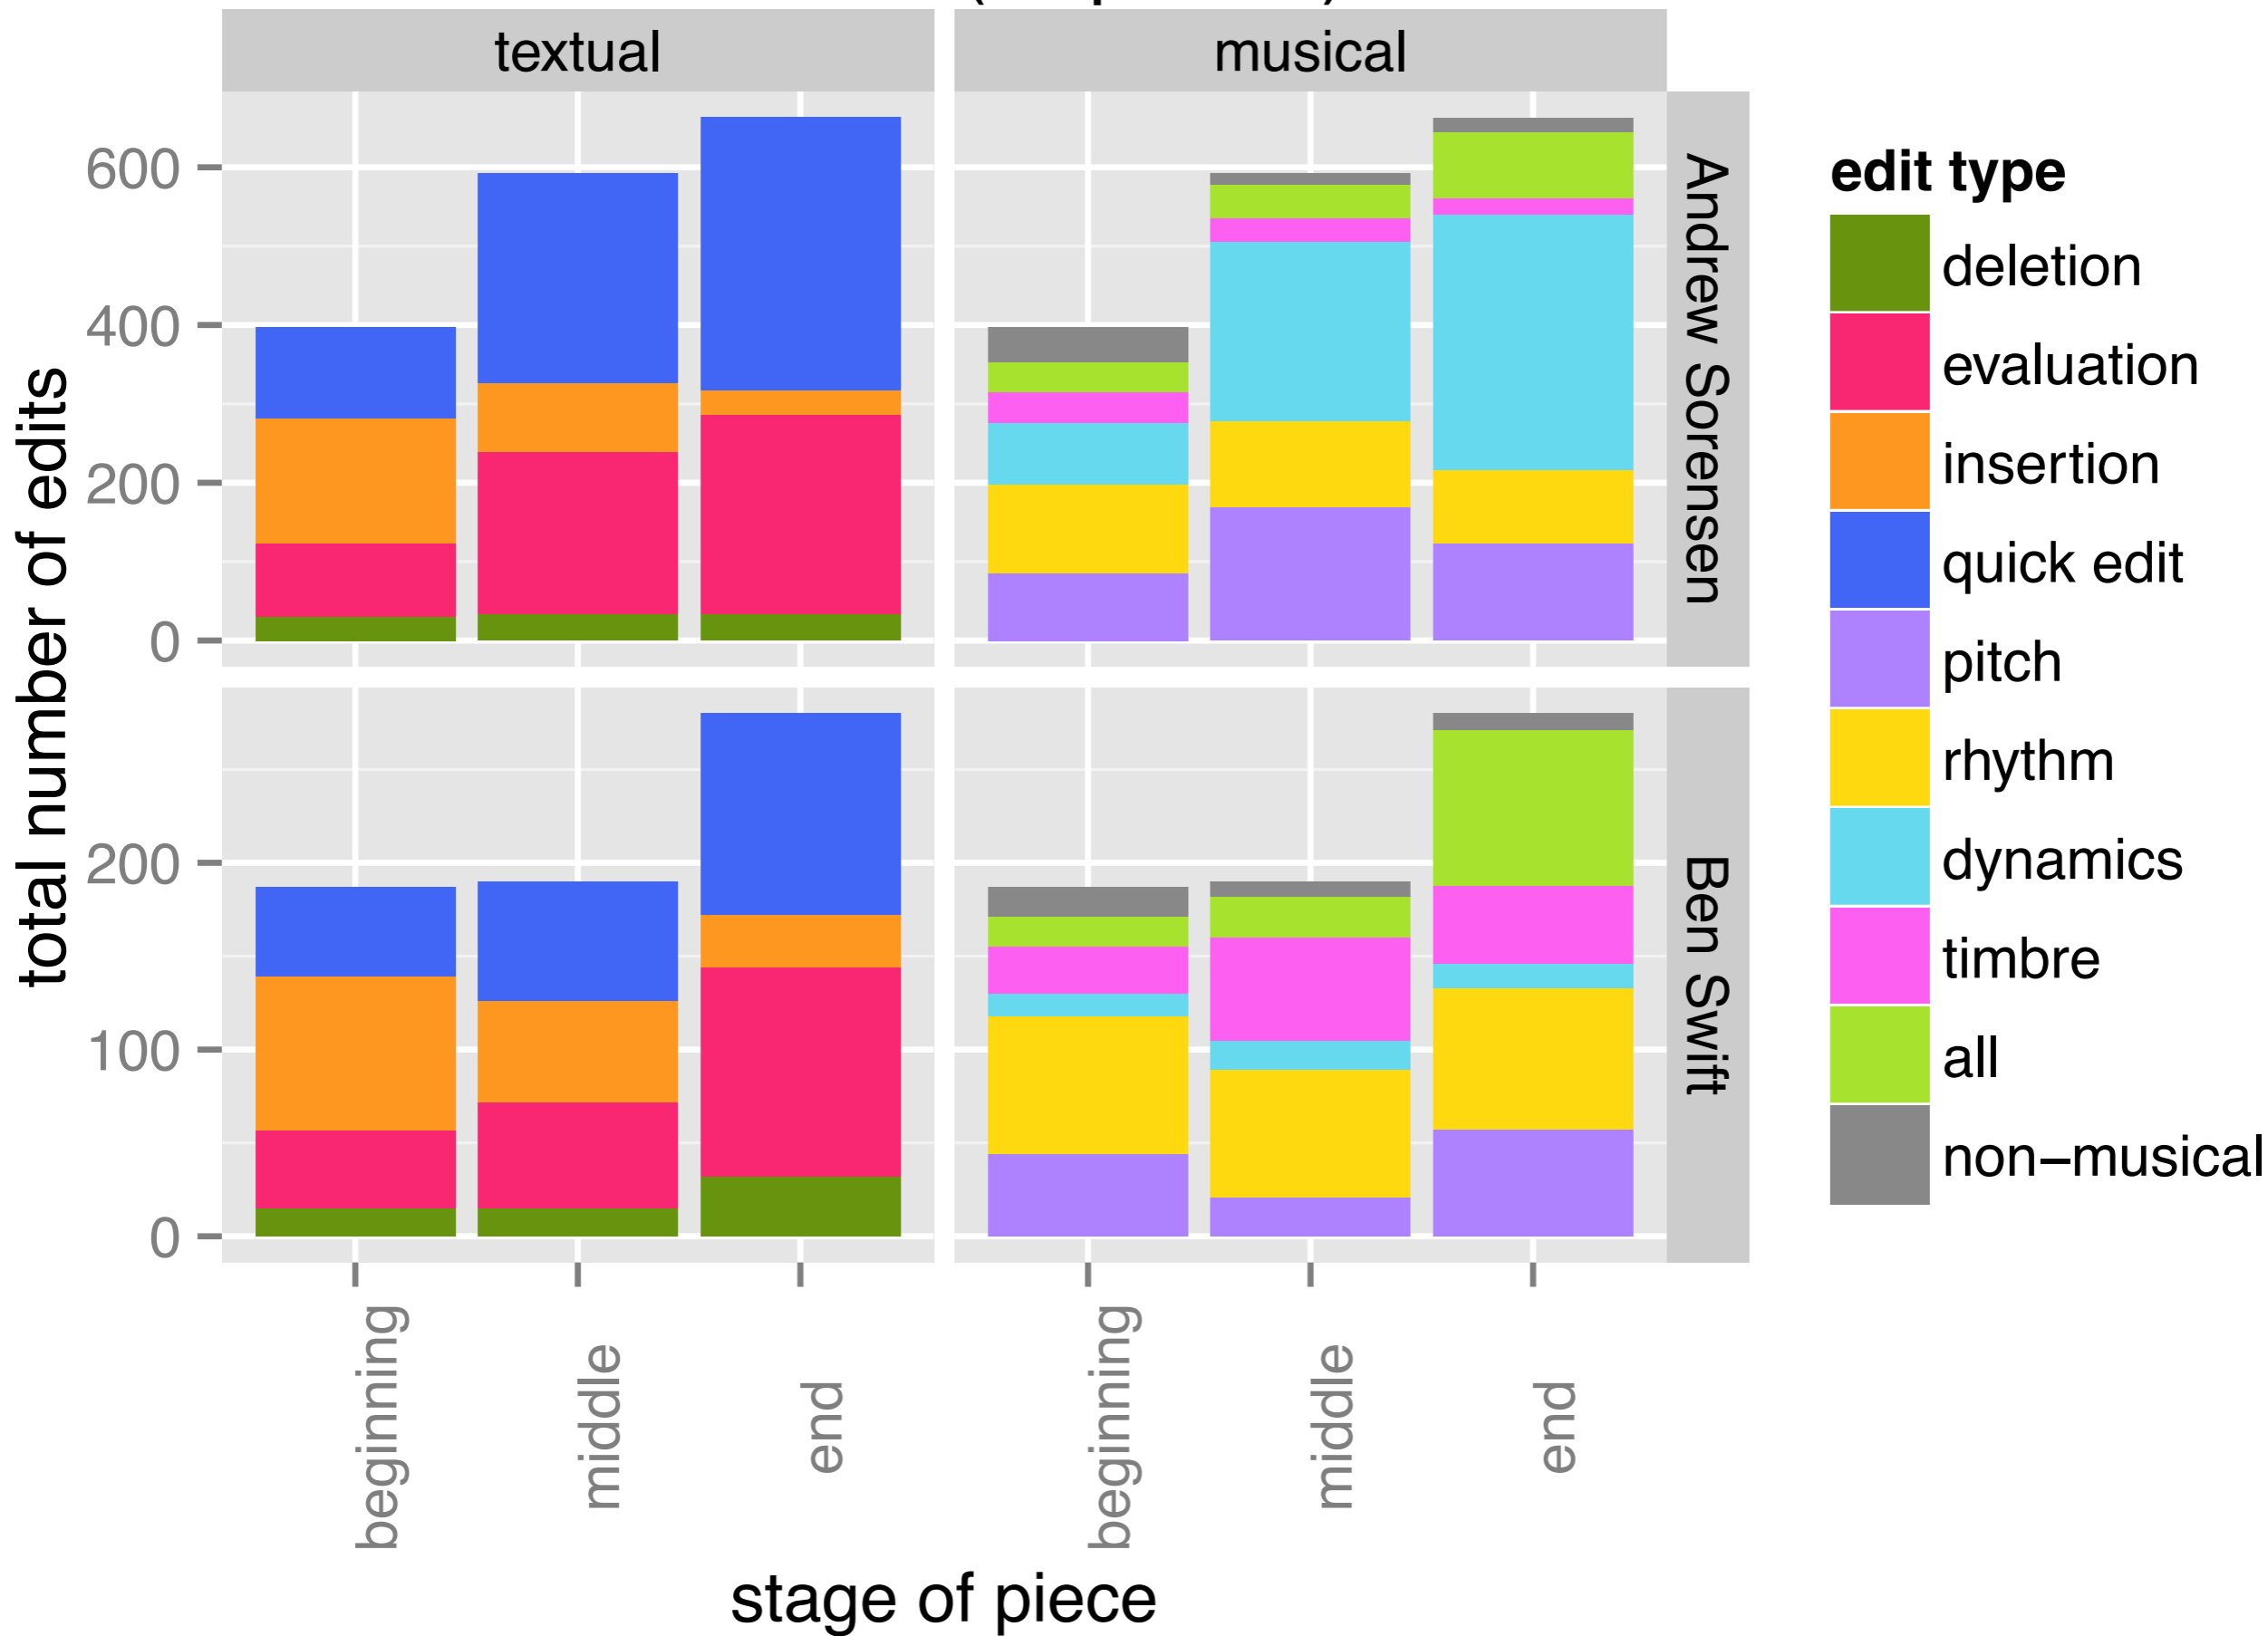 textual
musical
Andrew Sorensen
Ben Swift
total number of edits
600
400
200
0
200
100
0
beginning
middle
end
beginning
middle
end
stage of piece
edit type
deletion
evaluation
insertion
quick edit
pitch
rhythm
dynamics
timbre
all
non−musical